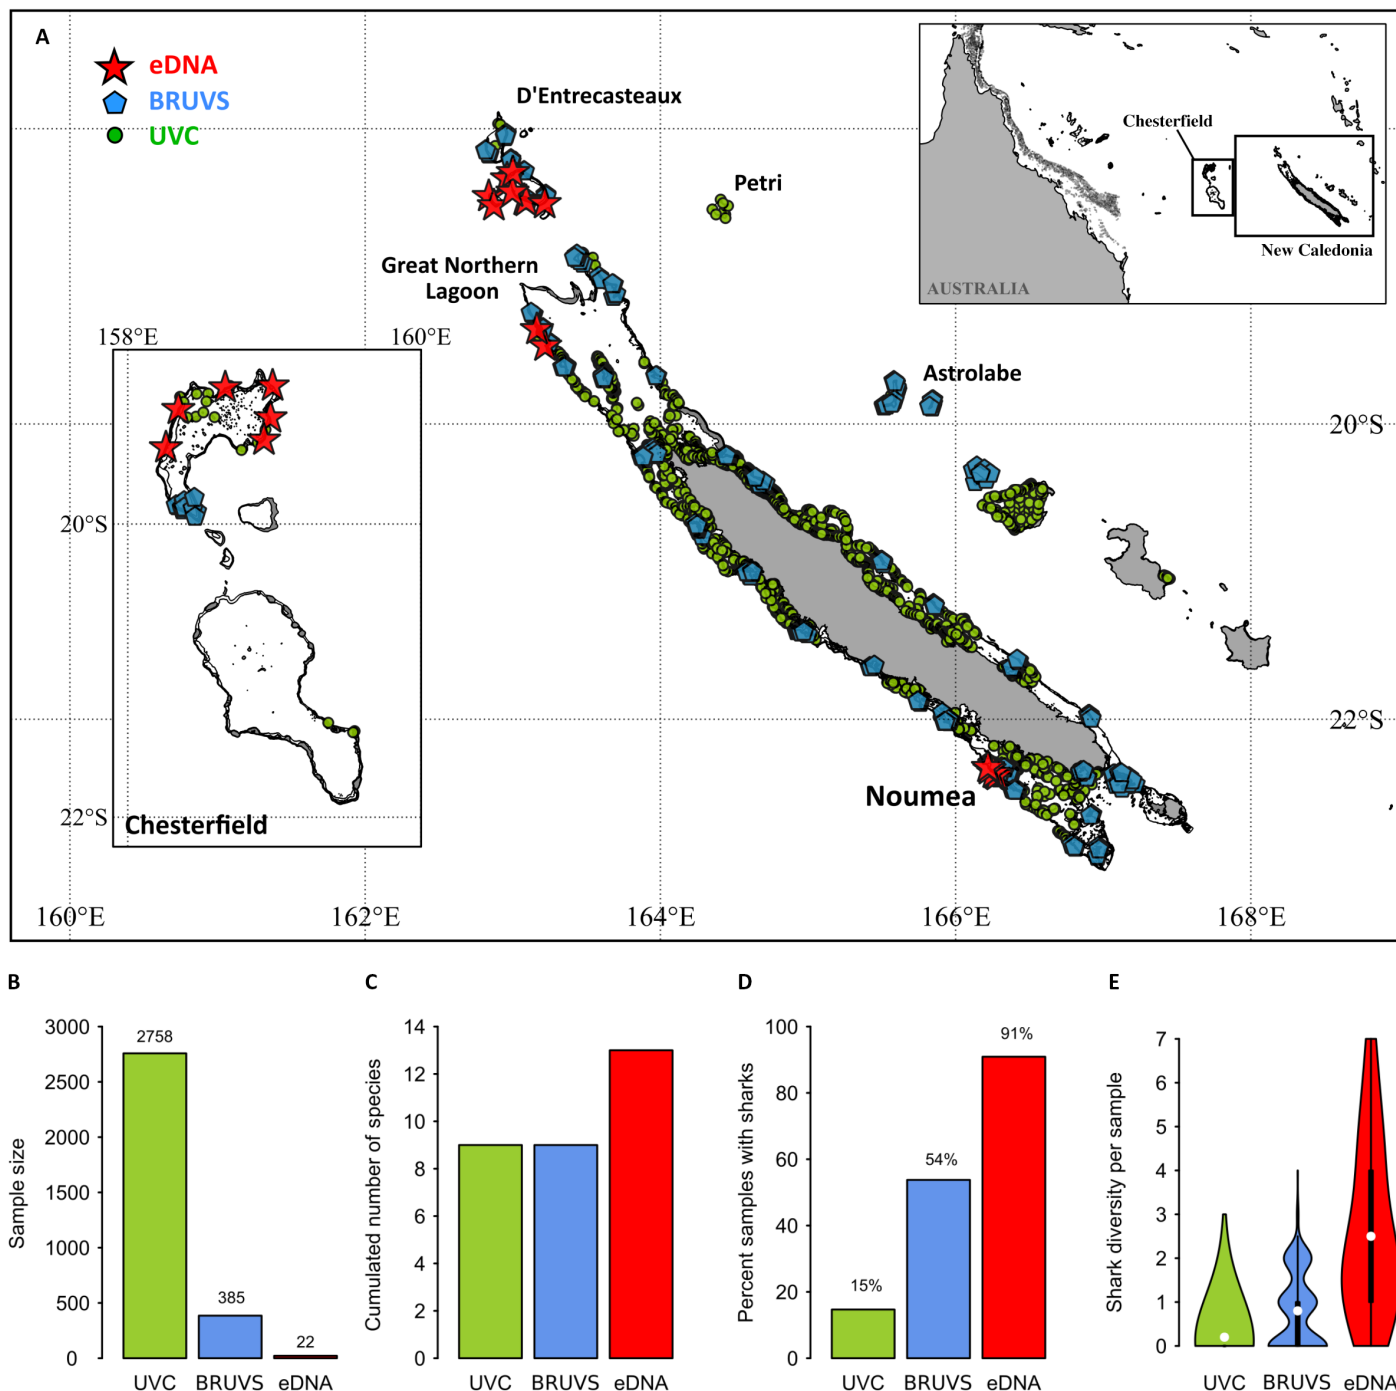 A
eDNA
BRUVS
UVC
D'Entrecasteaux
Petri
Great Northern
Lagoon
Astrolabe
Noumea
Chesterfield
New Caledonia
AUSTRALIA
158°E
160°E
20°S
22°S
Chesterfield
20°S
22°S
160°E
162°E
164°E
166°E
168°E
B
Sample size
3000
2500
2000
1500
1000
500
0
2758
385
22
UVC
BRUVS
eDNA
C
Cumulated number of species
14
12
10
8
6
4
2
0
UVC
BRUVS
eDNA
D
Percent samples with sharks
100
80
60
40
20
0
15%
54%
91%
UVC
BRUVS
eDNA
E
Shark diversity per sample
7
6
5
4
3
2
1
0
UVC
BRUVS
eDNA